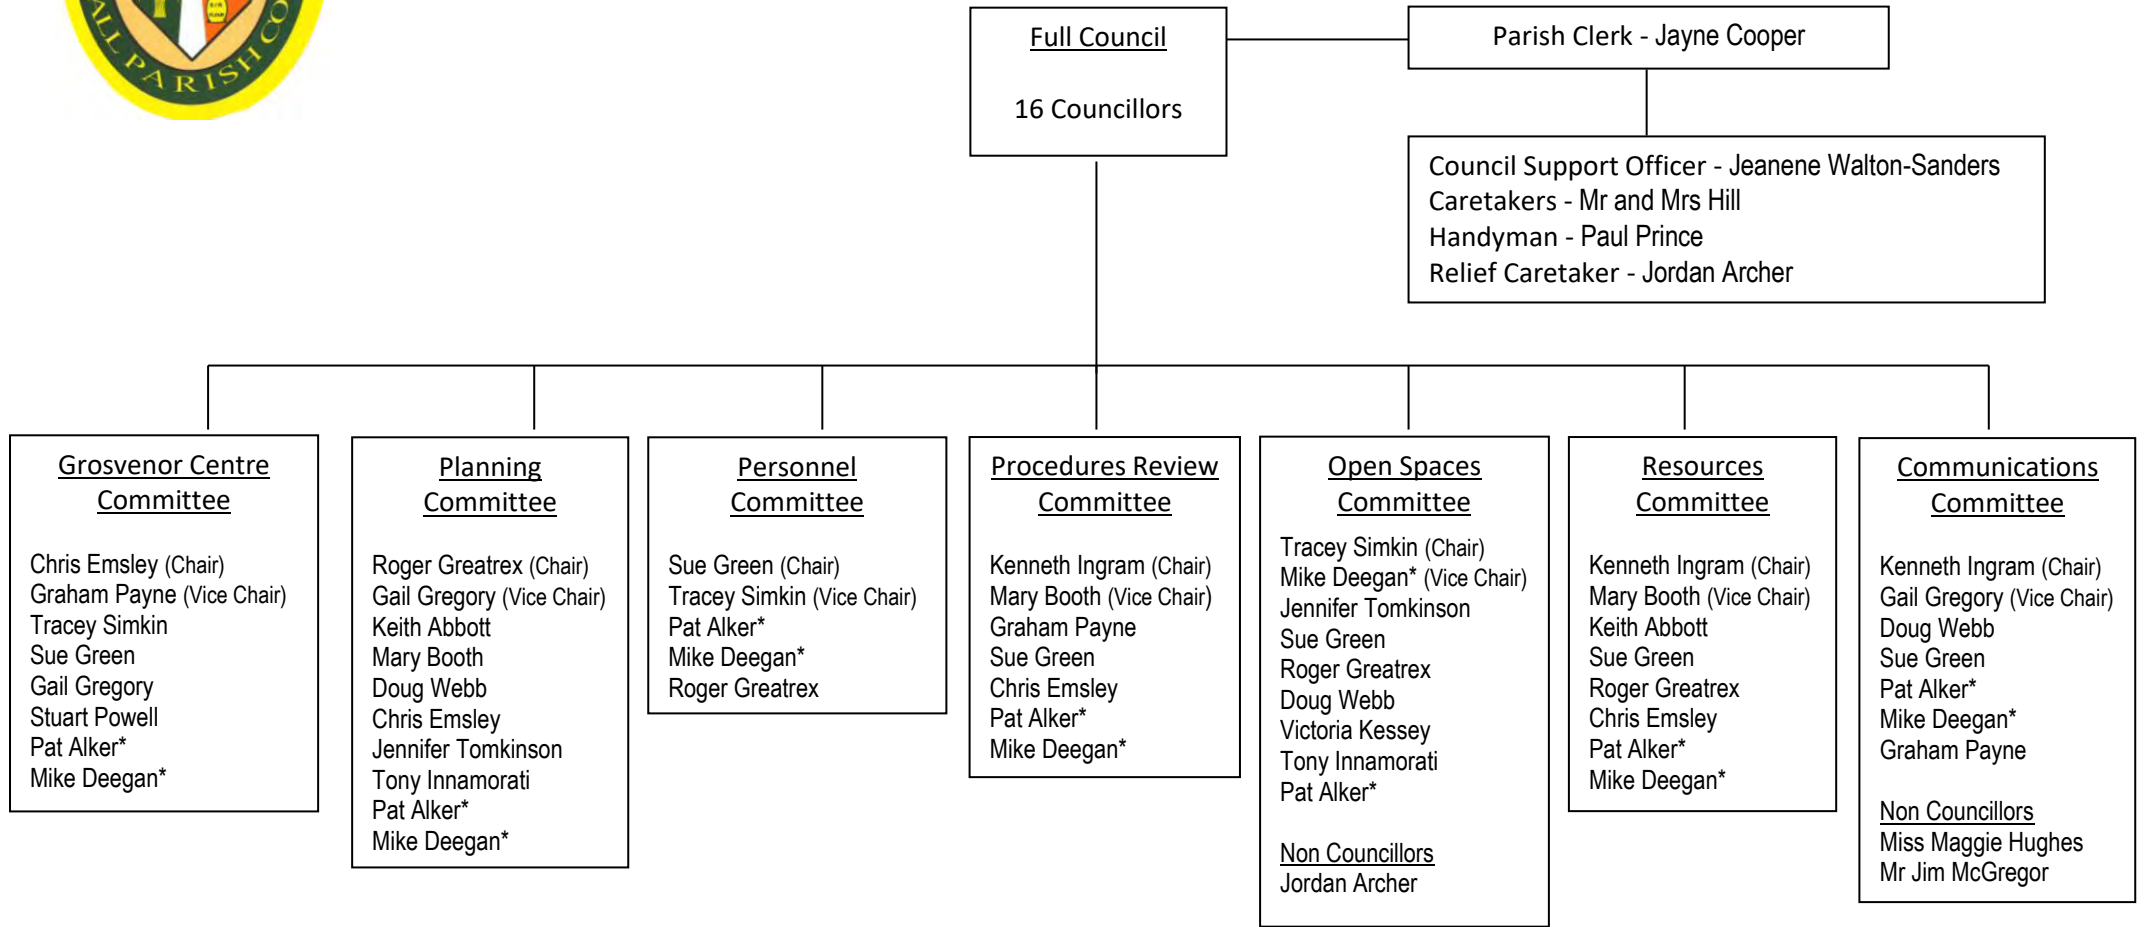 ALL PARISH CO
Full Council
16 Councillors
Parish Clerk - Jayne Cooper
Council Support Officer - Jeanene Walton-Sanders
Caretakers - Mr and Mrs Hill
Handyman - Paul Prince
Relief Caretaker - Jordan Archer
Grosvenor Centre
Committee
Chris Emsley (Chair)
Graham Payne (Vice Chair)
Tracey Simkin
Sue Green
Gail Gregory
Stuart Powell
Pat Alker*
Mike Deegan*
Planning
Committee
Roger Greatrex (Chair)
Gail Gregory (Vice Chair)
Keith Abbott
Mary Booth
Doug Webb
Chris Emsley
Jennifer Tomkinson
Tony Innamorati
Pat Alker*
Mike Deegan*
Personnel
Committee
Sue Green (Chair)
Tracey Simkin (Vice Chair)
Pat Alker*
Mike Deegan*
Roger Greatrex
Procedures Review
Committee
Kenneth Ingram (Chair)
Mary Booth (Vice Chair)
Graham Payne
Sue Green
Chris Emsley
Pat Alker*
Mike Deegan*
Open Spaces
Committee
Tracey Simkin (Chair)
Mike Deegan* (Vice Chair)
Jennifer Tomkinson
Sue Green
Roger Greatrex
Doug Webb
Victoria Kessey
Tony Innamorati
Pat Alker*
Non Councillors
Jordan Archer
Resources
Committee
Kenneth Ingram (Chair)
Mary Booth (Vice Chair)
Keith Abbott
Sue Green
Roger Greatrex
Chris Emsley
Pat Alker*
Mike Deegan*
Communications
Committee
Kenneth Ingram (Chair)
Gail Gregory (Vice Chair)
Doug Webb
Sue Green
Pat Alker*
Mike Deegan*
Graham Payne
Non Councillors
Miss Maggie Hughes
Mr Jim McGregor